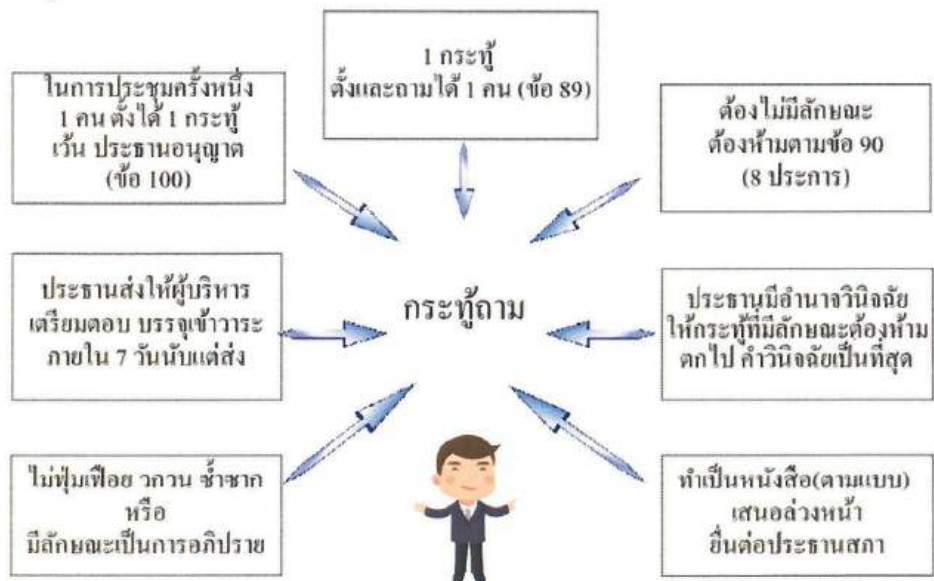 1 กระทู้
ตั้งและถามได้ 1 คน (ข้อ 89)
ในการประชุมครั้งหนึ่ง
1 คน ตั้งได้ 1 กระทู้
เว้น ประธานอนุญาต
(ข้อ 100)
ต้องไม่มีลักษณะ
ต้องห้ามตามข้อ 90
(8 ประการ)
ประธานส่งให้ผู้บริหาร
เตรียมตอบ บรรจุเข้าวาระ
ภายใน 7 วันนับแต่ส่ง
กระทู้ถาม
ประธานมีอำนาจวินิจฉัย
ให้กระทู้ที่มีลักษณะต้องห้าม
ตกไป คำวินิจฉัยเป็นที่สุด
ไม่ฟุ่มเฟือย วกวน ซ้ำซาก
หรือ
มีลักษณะเป็นการอภิปราย
ทำเป็นหนังสือ(ตามแบบ)
เสนอล่วงหน้า
ยื่นต่อประธานสภา